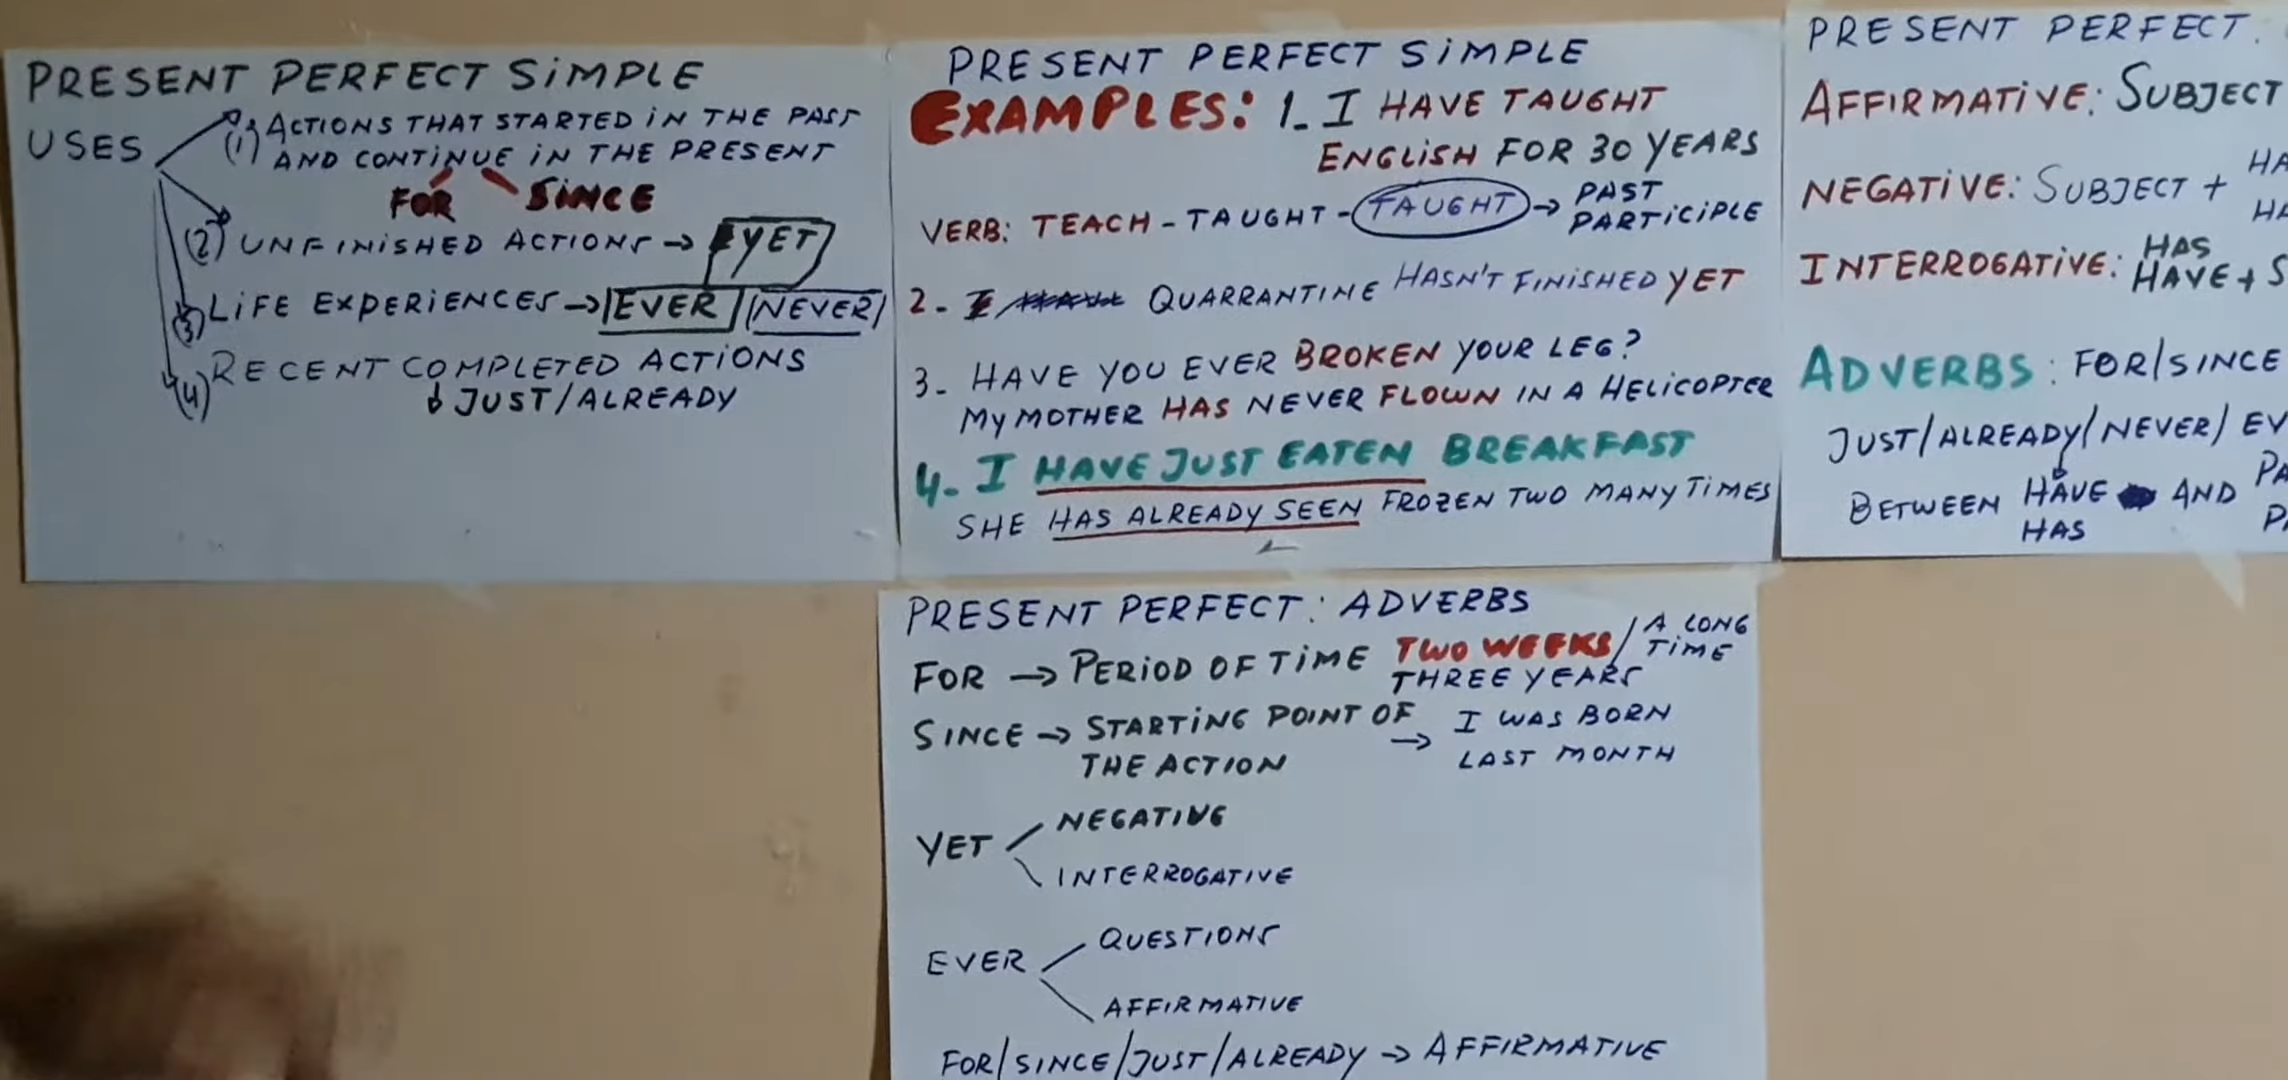 PRESENT PERFECT SIMPLE
USES
(1) ACTIONS THAT STARTED IN THE PAST
AND CONTINUE IN THE PRESENT
FOR SINCE
(2) UNFINISHED ACTIONS → YET
(3) LIFE EXPERIENCES → EVER NEVER
(4) RECENT COMPLETED ACTIONS
↓ JUST/ALREADY
PRESENT PERFECT SIMPLE
EXAMPLES: 1- I HAVE TAUGHT
ENGLISH FOR 30 YEARS
VERB: TEACH - TAUGHT - TAUGHT → PAST
PARTICIPLE
2- QUARRANTINE HASN'T FINISHED YET
3- HAVE YOU EVER BROKEN YOUR LEG?
MY MOTHER HAS NEVER FLOWN IN A HELICOPTER
4- I HAVE JUST EATEN BREAKFAST
SHE HAS ALREADY SEEN FROZEN TWO MANY TIMES
PRESENT PERFECT:
AFFIRMATIVE: SUBJECT
NEGATIVE: SUBJECT + HA
HA
INTERROGATIVE: HAS
HAVE + S
ADVERBS: FOR/SINCE
JUST/ALREADY/NEVER/EV
BETWEEN HAVE AND PA
HAS PA
PRESENT PERFECT: ADVERBS
FOR → PERIOD OF TIME TWO WEEKS / A LONG TIME
THREE YEARS
SINCE → STARTING POINT OF → I WAS BORN
THE ACTION LAST MONTH
YET NEGATIVE
INTERROGATIVE
EVER QUESTIONS
AFFIRMATIVE
FOR/SINCE/JUST/ALREADY → AFFIRMATIVE